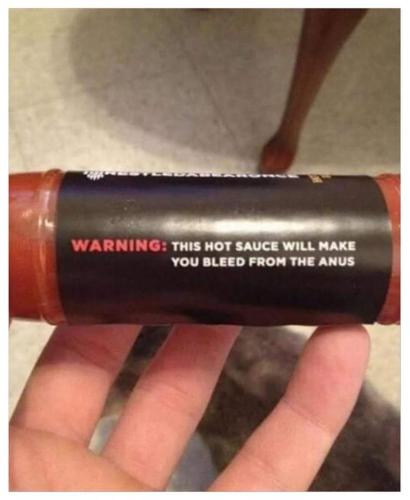 WARNING: THIS HOT SAUCE WILL MAKE
YOU BLEED FROM THE ANUS